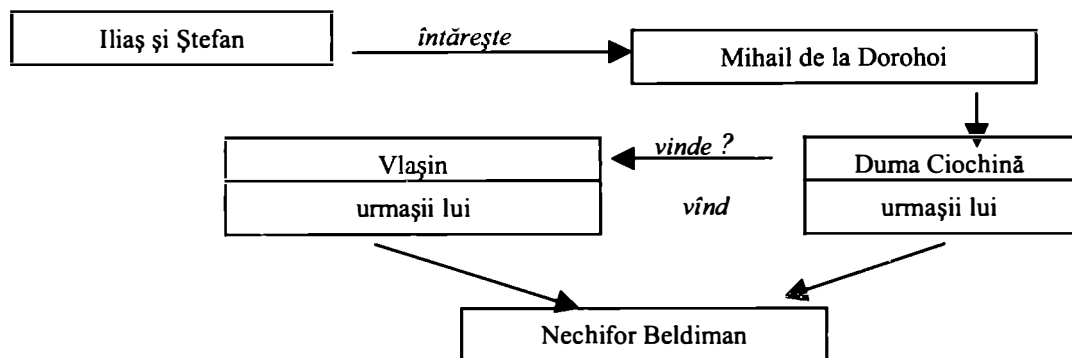 Iliaş şi Ştefan
întăreşte
Mihail de la Dorohoi
Vlaşin
vinde ?
Duma Ciochină
urmaşii lui
vînd
urmaşii lui
Nechifor Beldiman